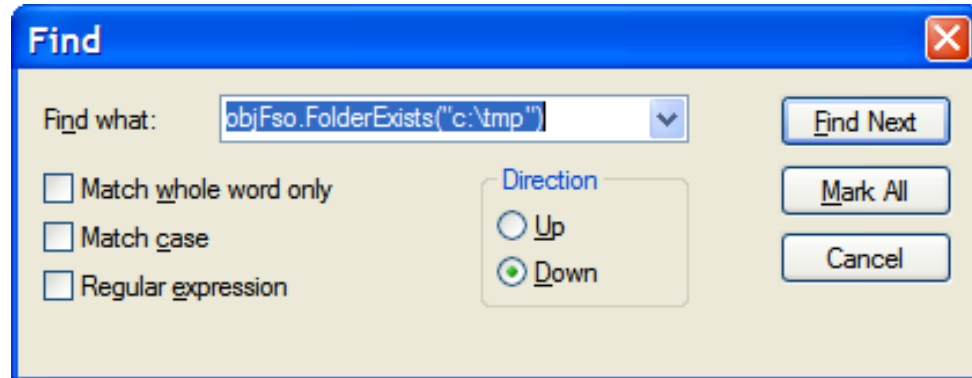 Find
Find what: objFso.FolderExists("c:\tmp")
Find Next
Match whole word only
Match case
Regular expression
Direction
Up
Down
Mark All
Cancel